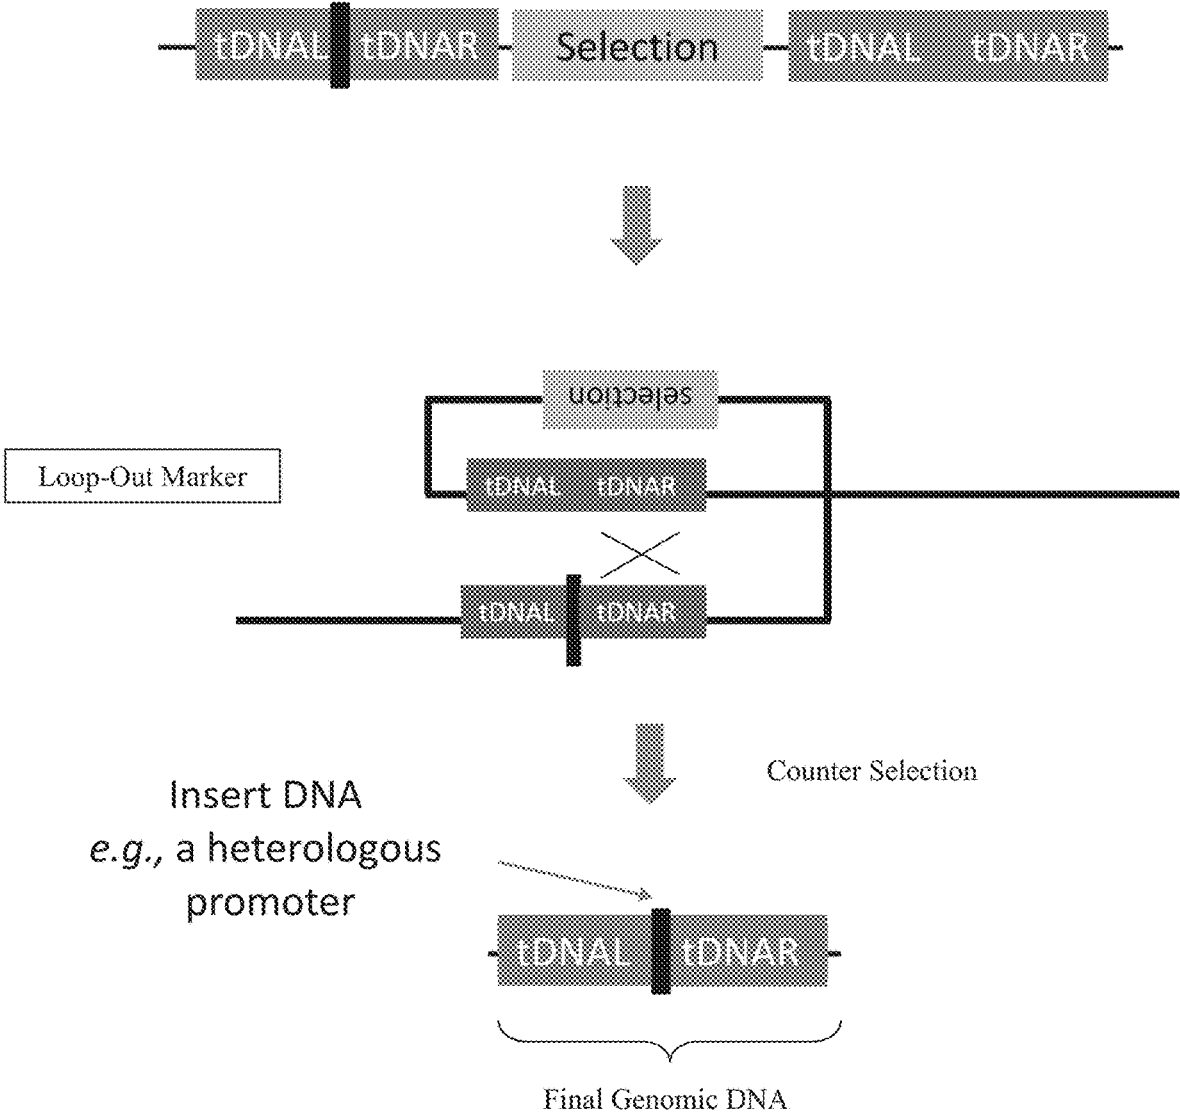 tDNAL tDNAR Selection tDNAL tDNAR
selection
Loop-Out Marker
tDNAL tDNAR
tDNAL tDNAR
Counter Selection
Insert DNA
e.g., a heterologous
promoter
tDNAL tDNAR
Final Genomic DNA